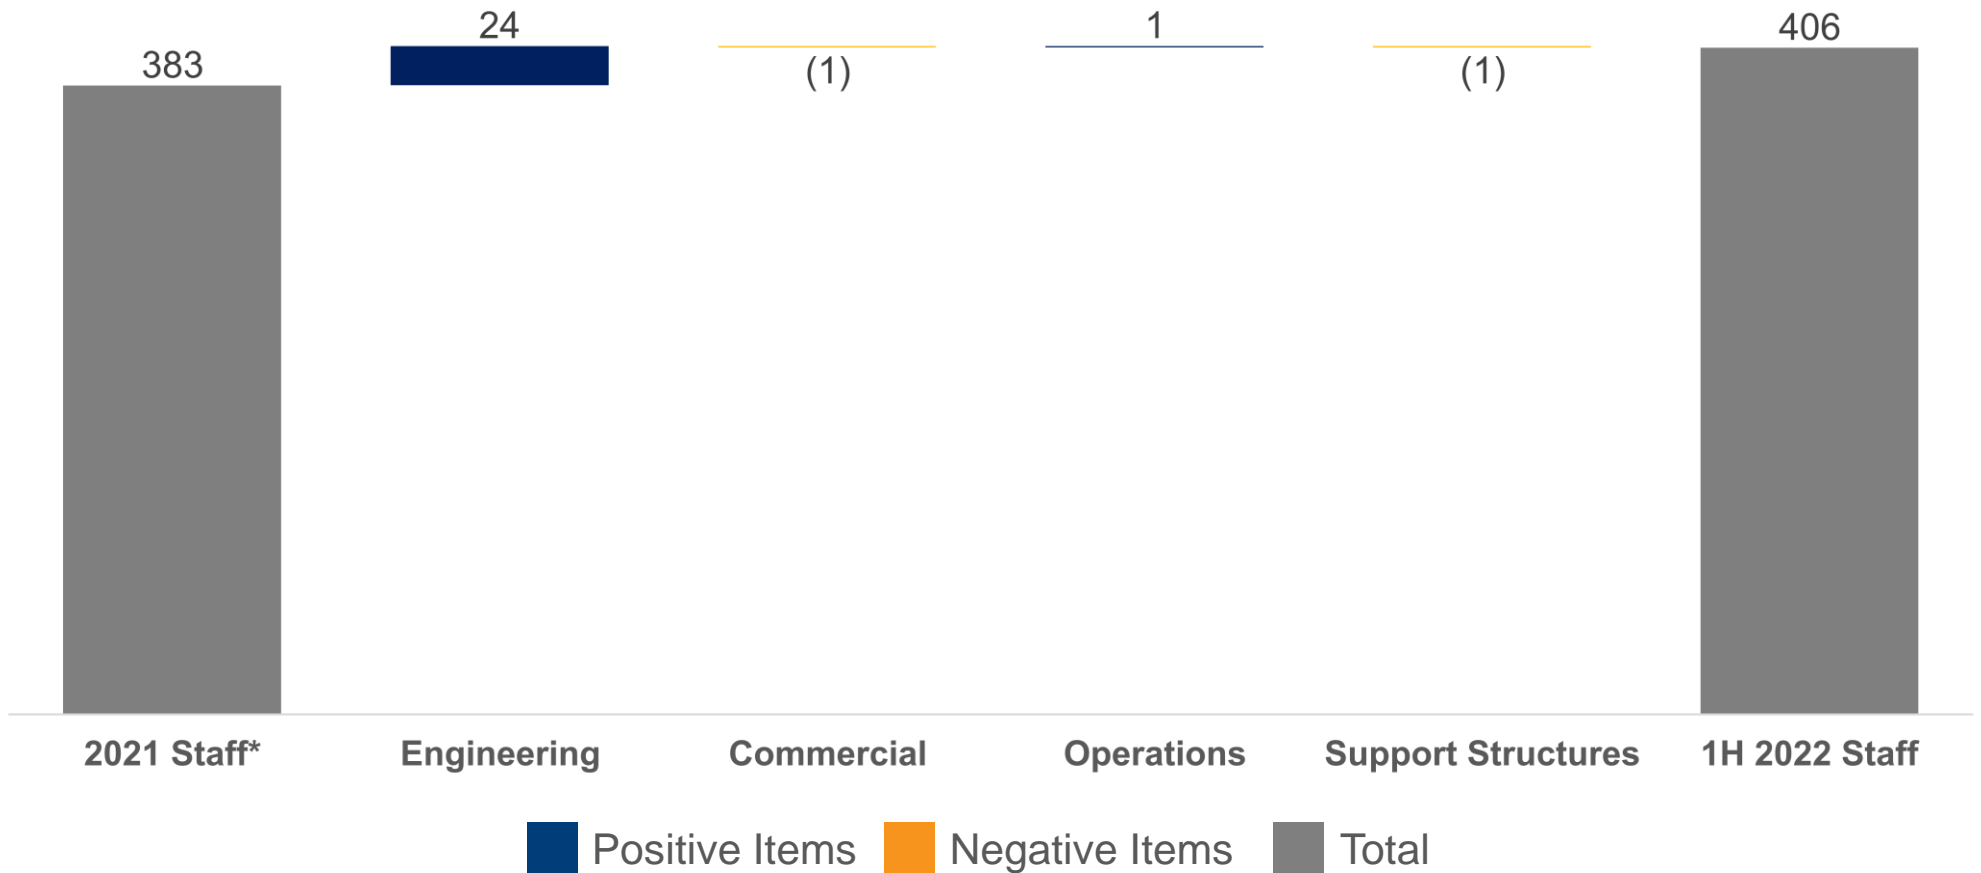 383
24
(1)
1
(1)
406
2021 Staff*
Engineering
Commercial
Operations
Support Structures
1H 2022 Staff
Positive Items
Negative Items
Total